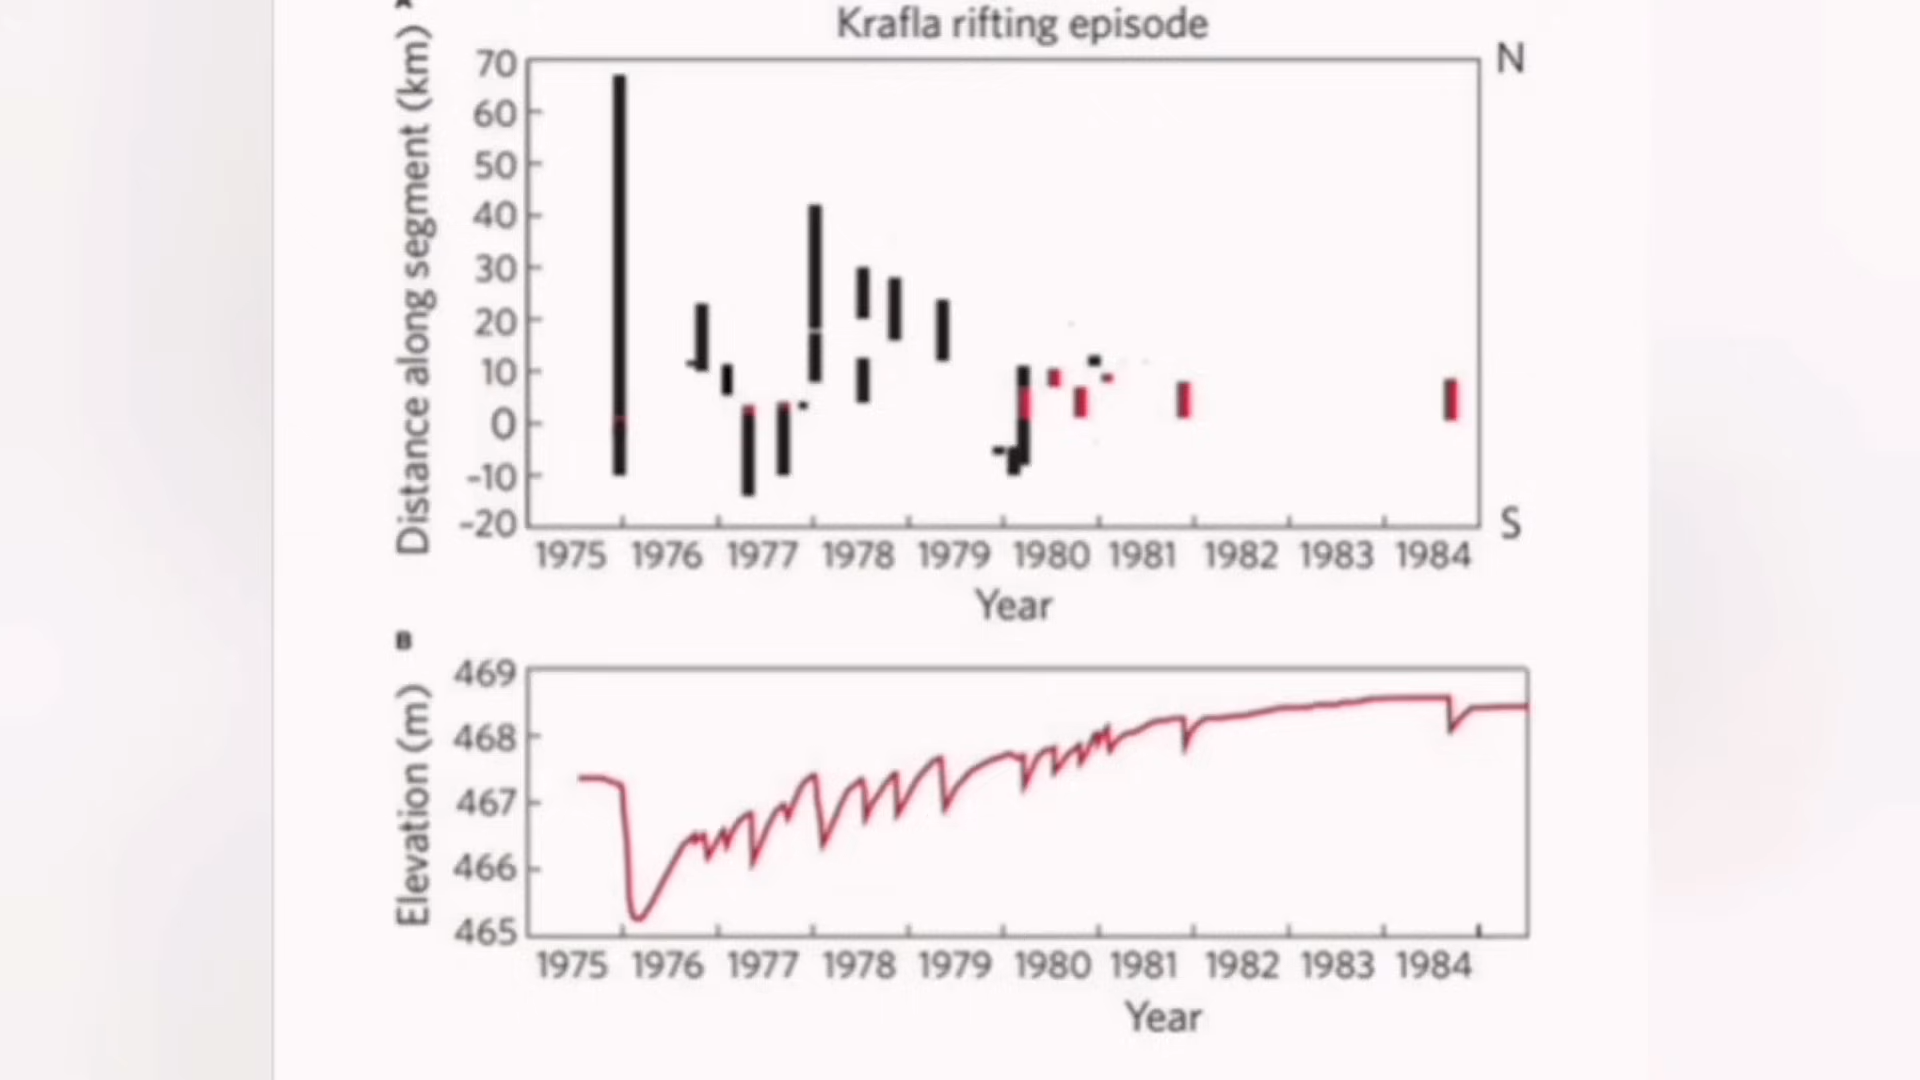 A
Krafla rifting episode
N
Distance along segment (km)
70
60
50
40
30
20
10
0
-10
-20
S
1975 1976 1977 1978 1979 1980 1981 1982 1983 1984
Year
B
Elevation (m)
469
468
467
466
465
1975 1976 1977 1978 1979 1980 1981 1982 1983 1984
Year